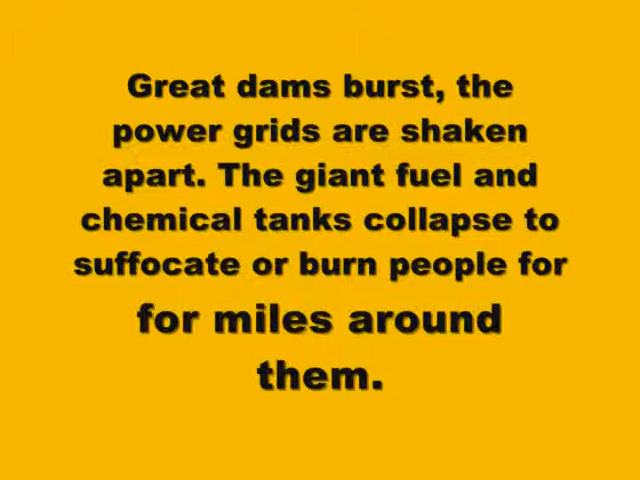 Great dams burst, the
power grids are shaken
apart. The giant fuel and
chemical tanks collapse to
suffocate or burn people for
for miles around
them.